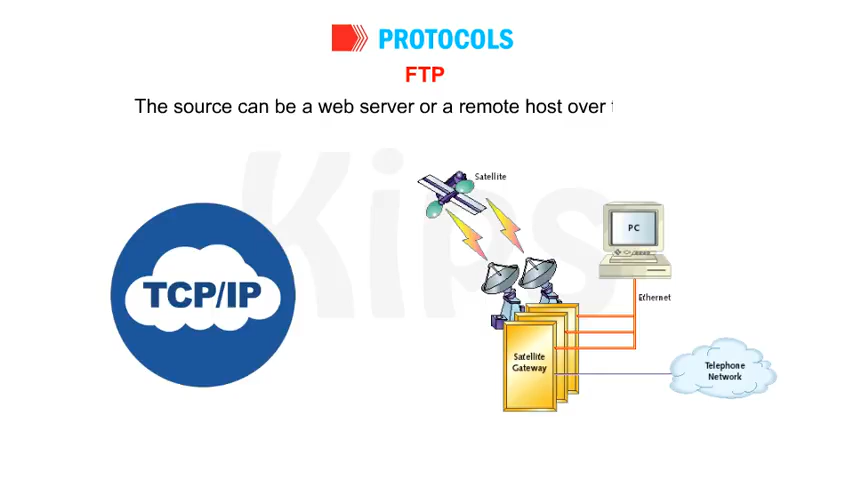 PROTOCOLS
FTP
The source can be a web server or a remote host over
Kips
Satellite
PC
TCP/IP
Ethernet
Satellite
Gateway
Telephone
Network